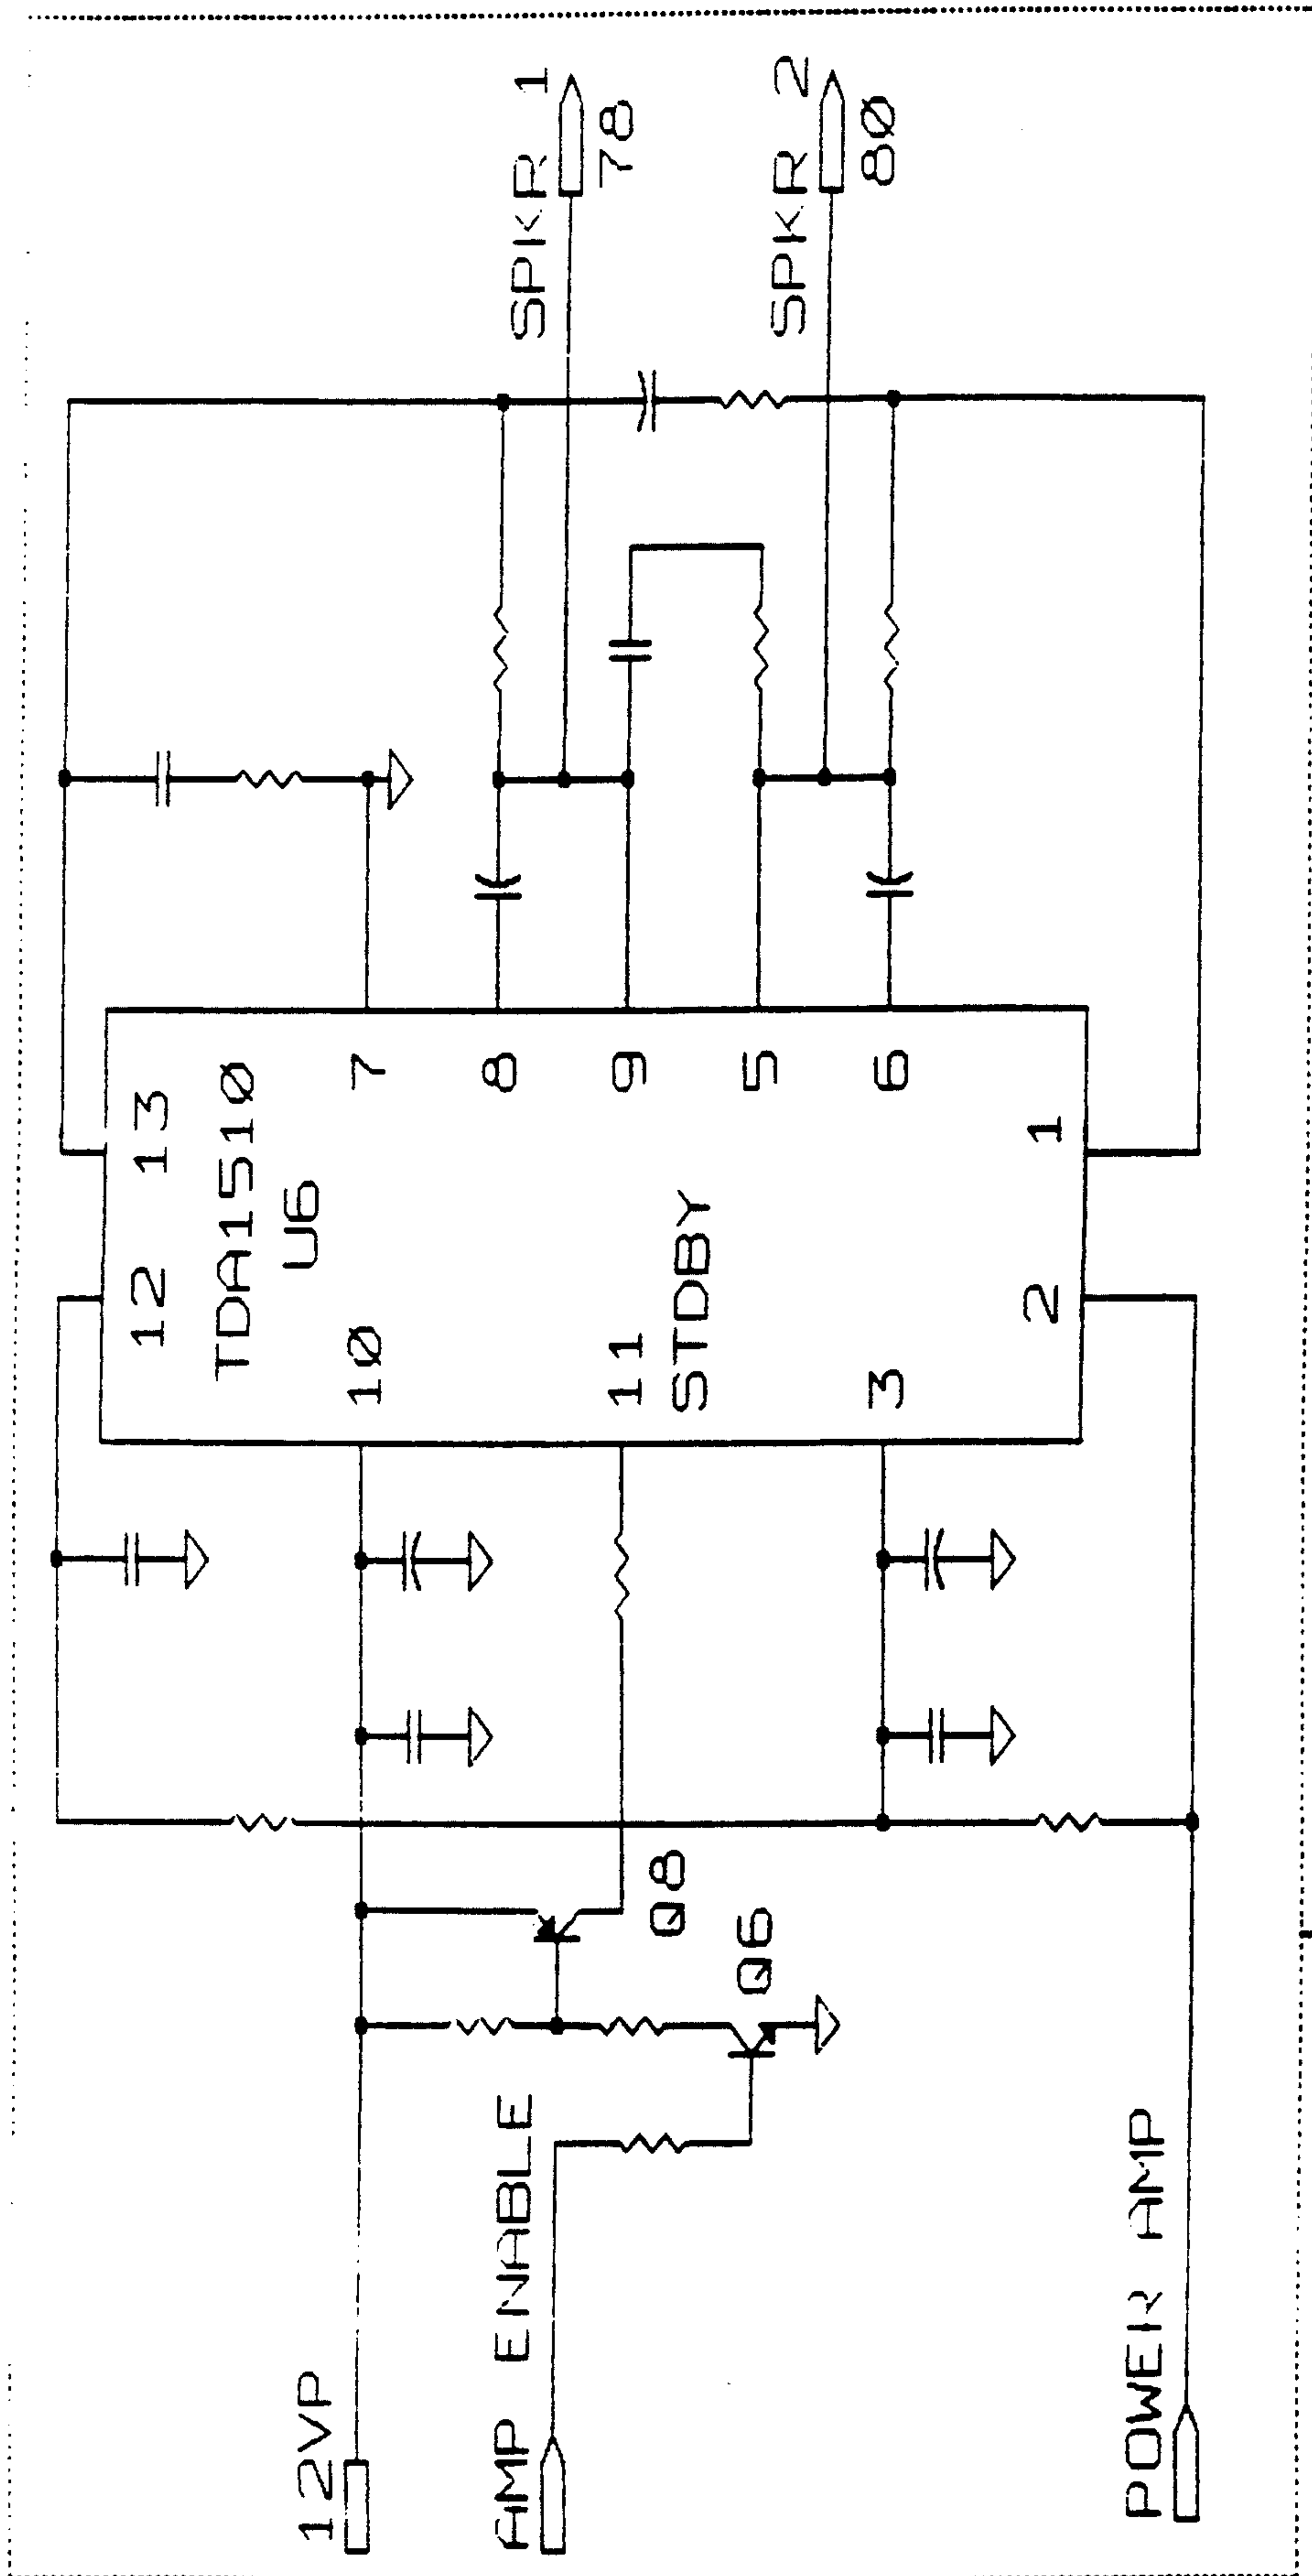 12VP
AMP ENABLE
POWER AMP
Q8
Q6
12
13
TDA1510
U6
10
11
STDBY
3
2
1
7
8
9
5
6
SPKR 1
78
SPKR 2
80